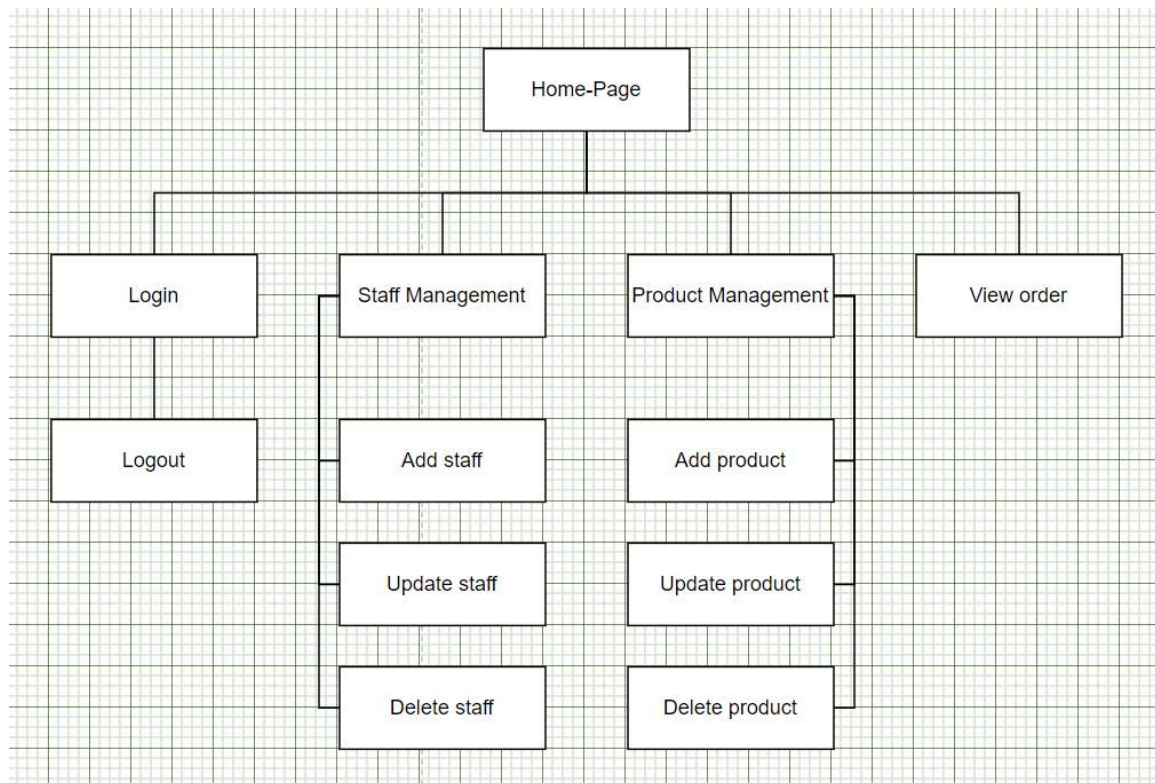 Home-Page
Login
Staff Management
Product Management
View order
Logout
Add staff
Add product
Update staff
Update product
Delete staff
Delete product